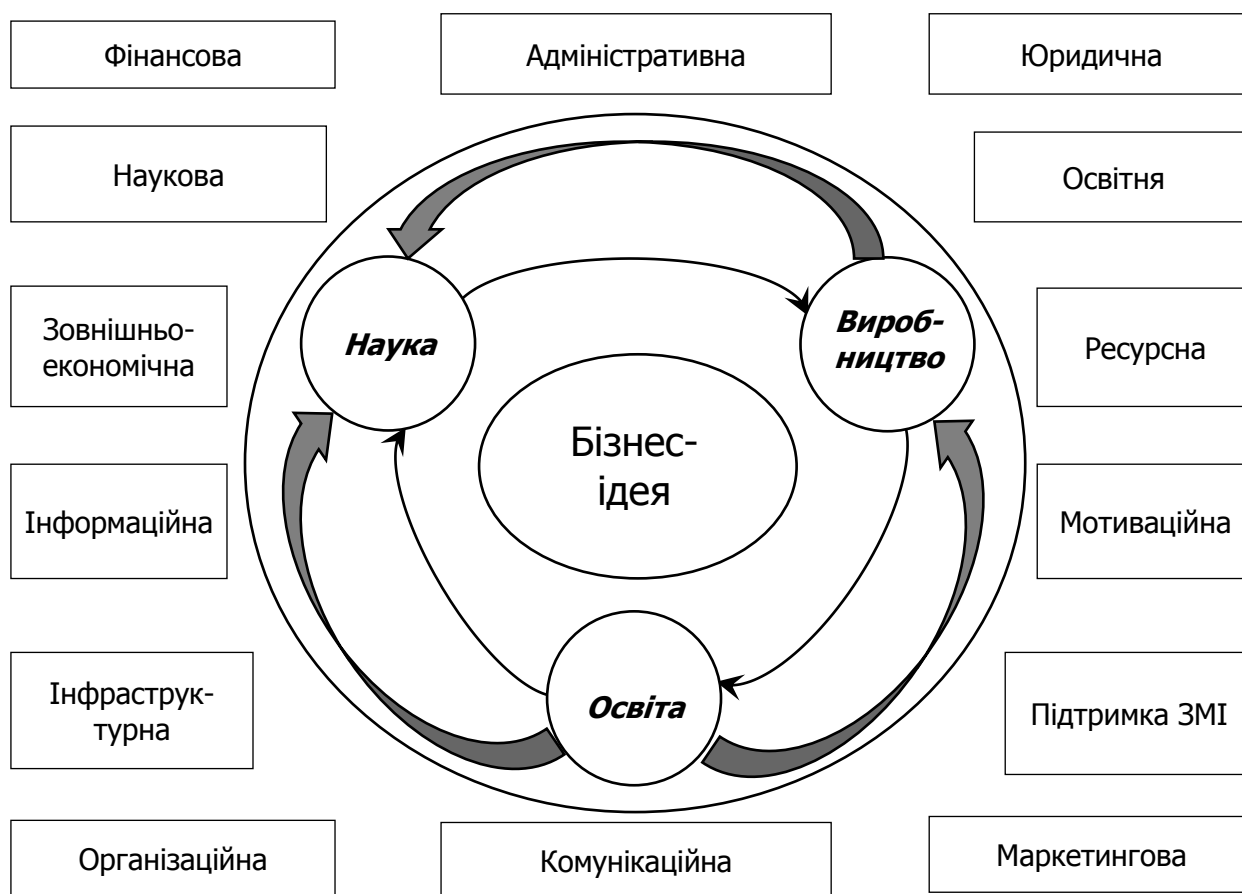 Фінансова
Адміністративна
Юридична
Наукова
Освітня
Зовнішньо-
економічна
Наука
Вироб-
ництво
Ресурсна
Бізнес-
ідея
Інформаційна
Мотиваційна
Інфраструк-
турна
Освіта
Підтримка ЗМІ
Організаційна
Комунікаційна
Маркетингова